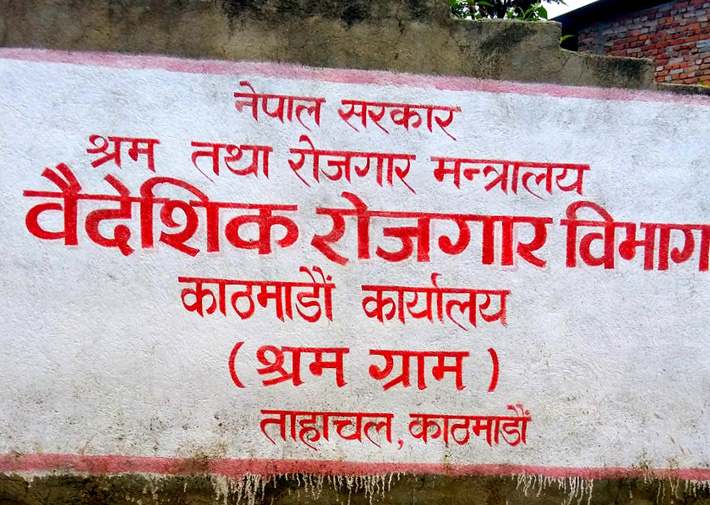 नेपाल सरकार
श्रम तथा रोजगार मन्त्रालय
वैदेशिक रोजगार विभाग
काठमाडौं कार्यालय
(श्रम ग्राम)
ताहाचल, काठमाडौं